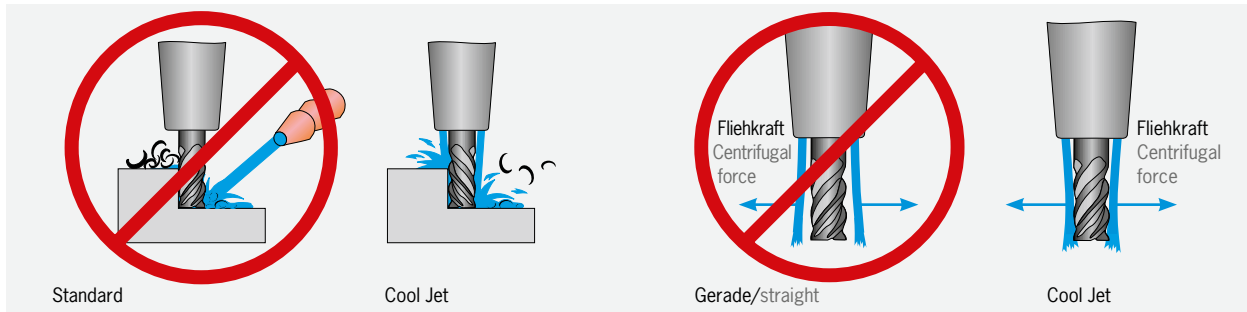 Standard
Cool Jet
Fliehkraft
Centrifugal
force
Gerade/straight
Fliehkraft
Centrifugal
force
Cool Jet